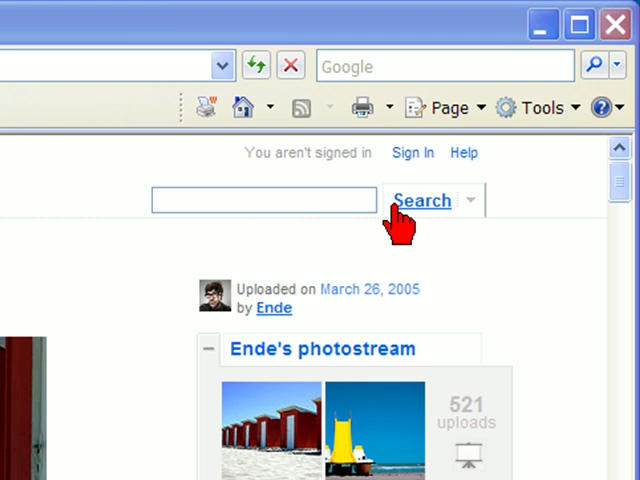 Google
Page Tools
You aren't signed in Sign In Help
Search
Uploaded on March 26, 2005
by Ende
Ende's photostream
521
uploads